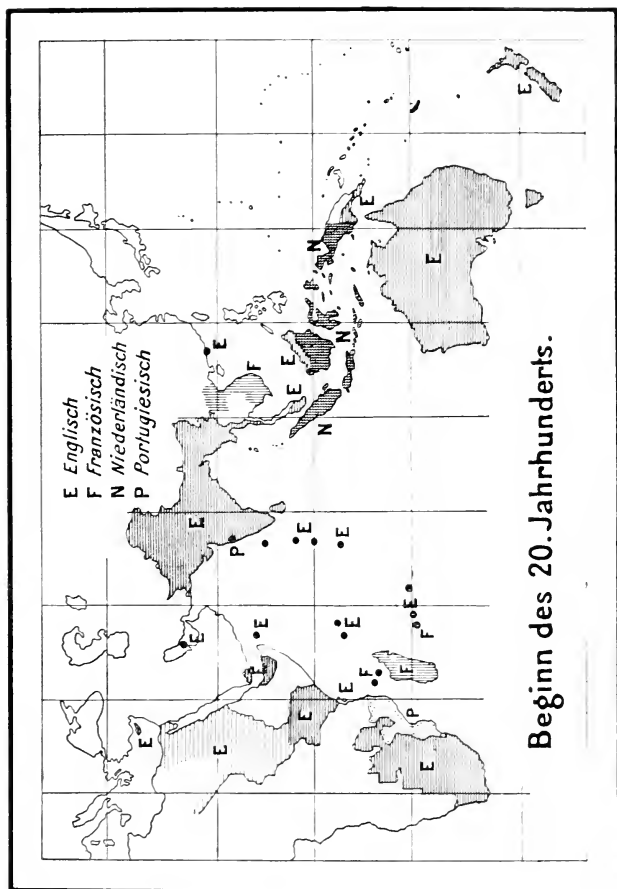 E Englisch
F Französisch
N Niederländisch
P Portugiesisch
E
E
E
E
E
P
F
E
E
E
E
E
E
N
N
N
E
E
E
E
F
F
P
E
F
E
E
E
Beginn des 20. Jahrhunderts.